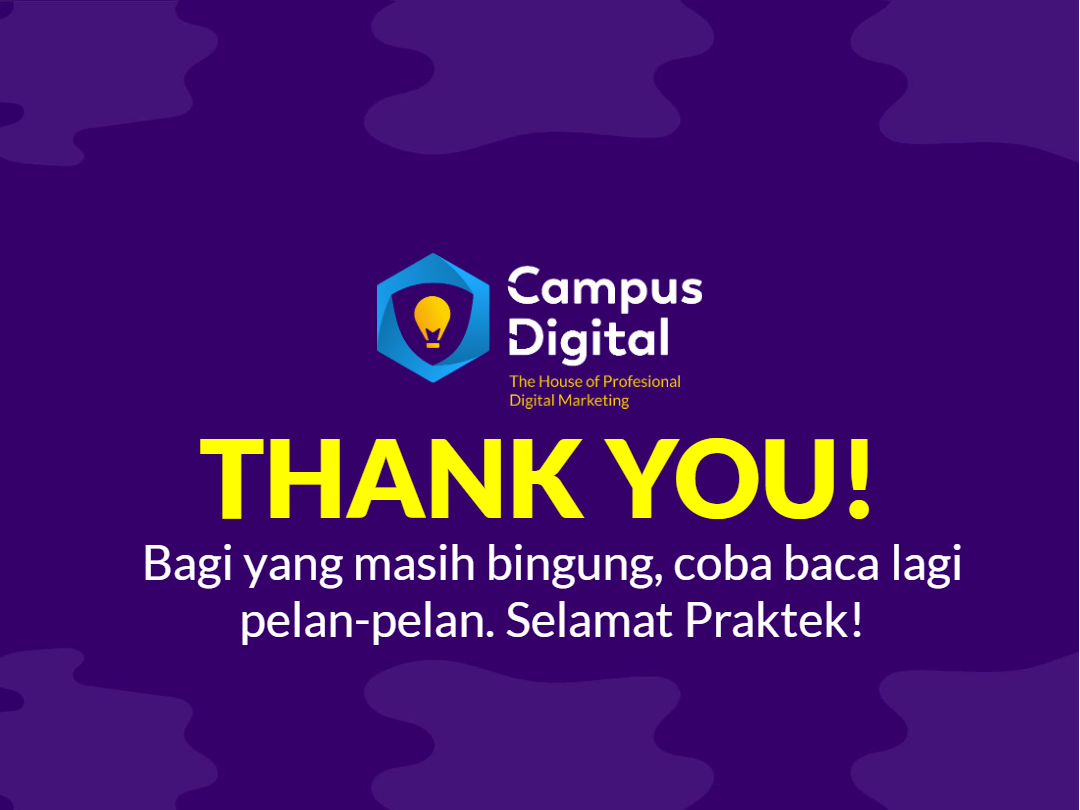 Campus
Digital
The House of Profesional
Digital Marketing
THANK YOU!
Bagi yang masih bingung, coba baca lagi
pelan-pelan. Selamat Praktek!